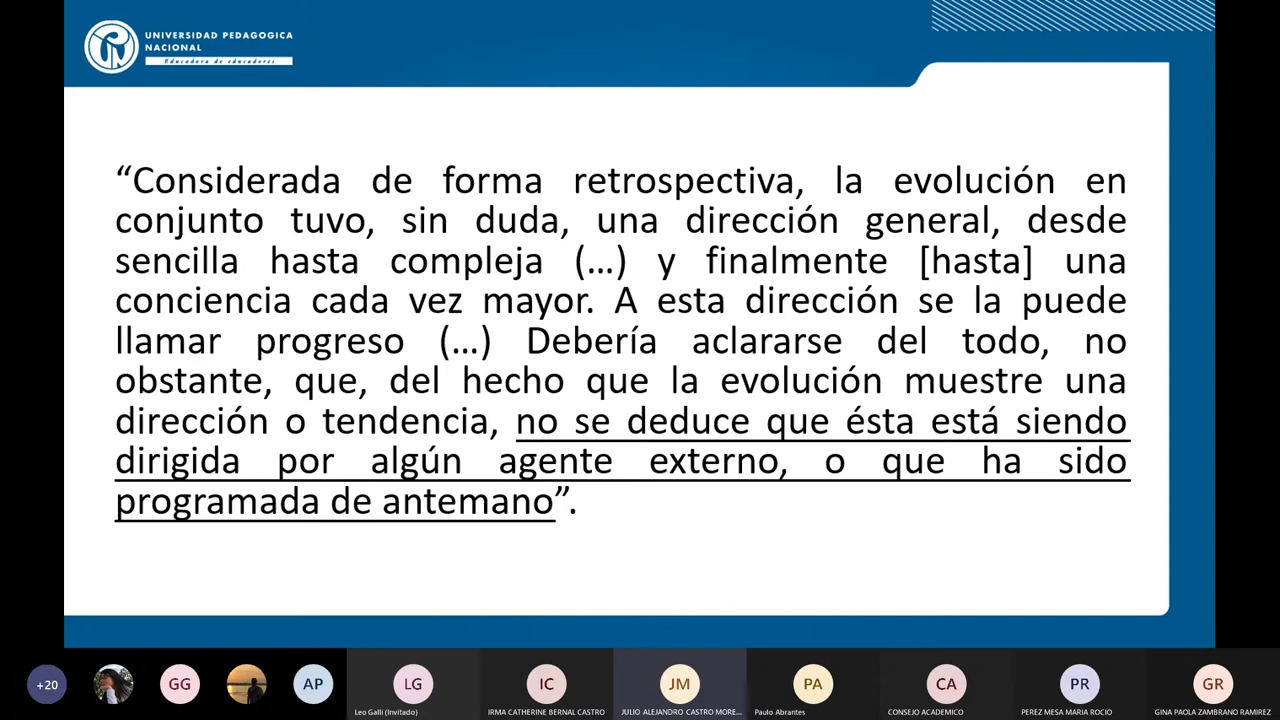 UNIVERSIDAD PEDAGOGICA
NACIONAL
Educadora de educadores
“Considerada de forma retrospectiva, la evolución en
conjunto tuvo, sin duda, una dirección general, desde
sencilla hasta compleja (...) y finalmente [hasta] una
conciencia cada vez mayor. A esta dirección se la puede
llamar progreso (...) Debería aclararse del todo, no
obstante, que, del hecho que la evolución muestre una
dirección o tendencia, no se deduce que ésta está siendo
dirigida por algún agente externo, o que ha sido
programada de antemano”.
+20
GG
AP
LG
IC
JM
PA
CA
PR
GR
Leo Galli (Invitado)
IRMA CATHERINE BERNAL CASTRO
JULIO ALEJANDRO CASTRO MORE...
Paulo Abrantes
CONSEJO ACADEMICO
PEREZ MESA MARIA ROCIO
GINA PAOLA ZAMBRANO RAMIREZ